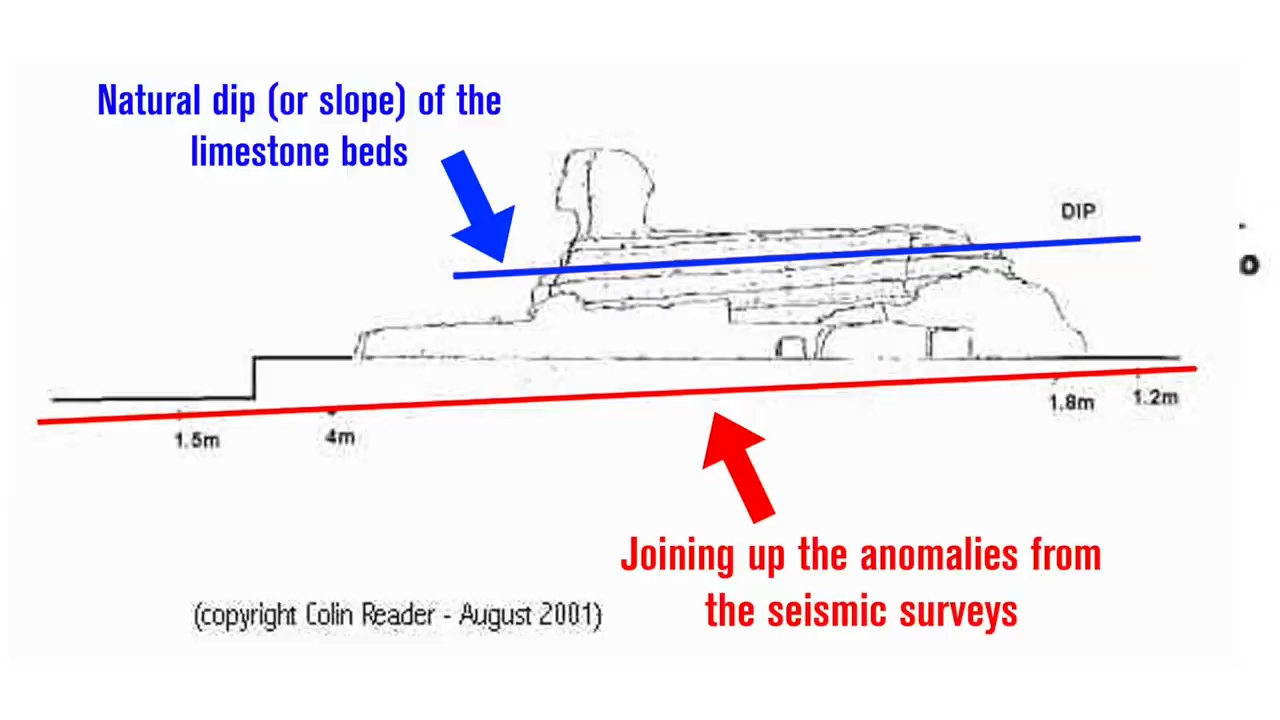 Natural dip (or slope) of the
limestone beds
DIP
o
1.8m
1.2m
1.5m
4m
Joining up the anomalies from
the seismic surveys
(copyright Colin Reader - August 2001)